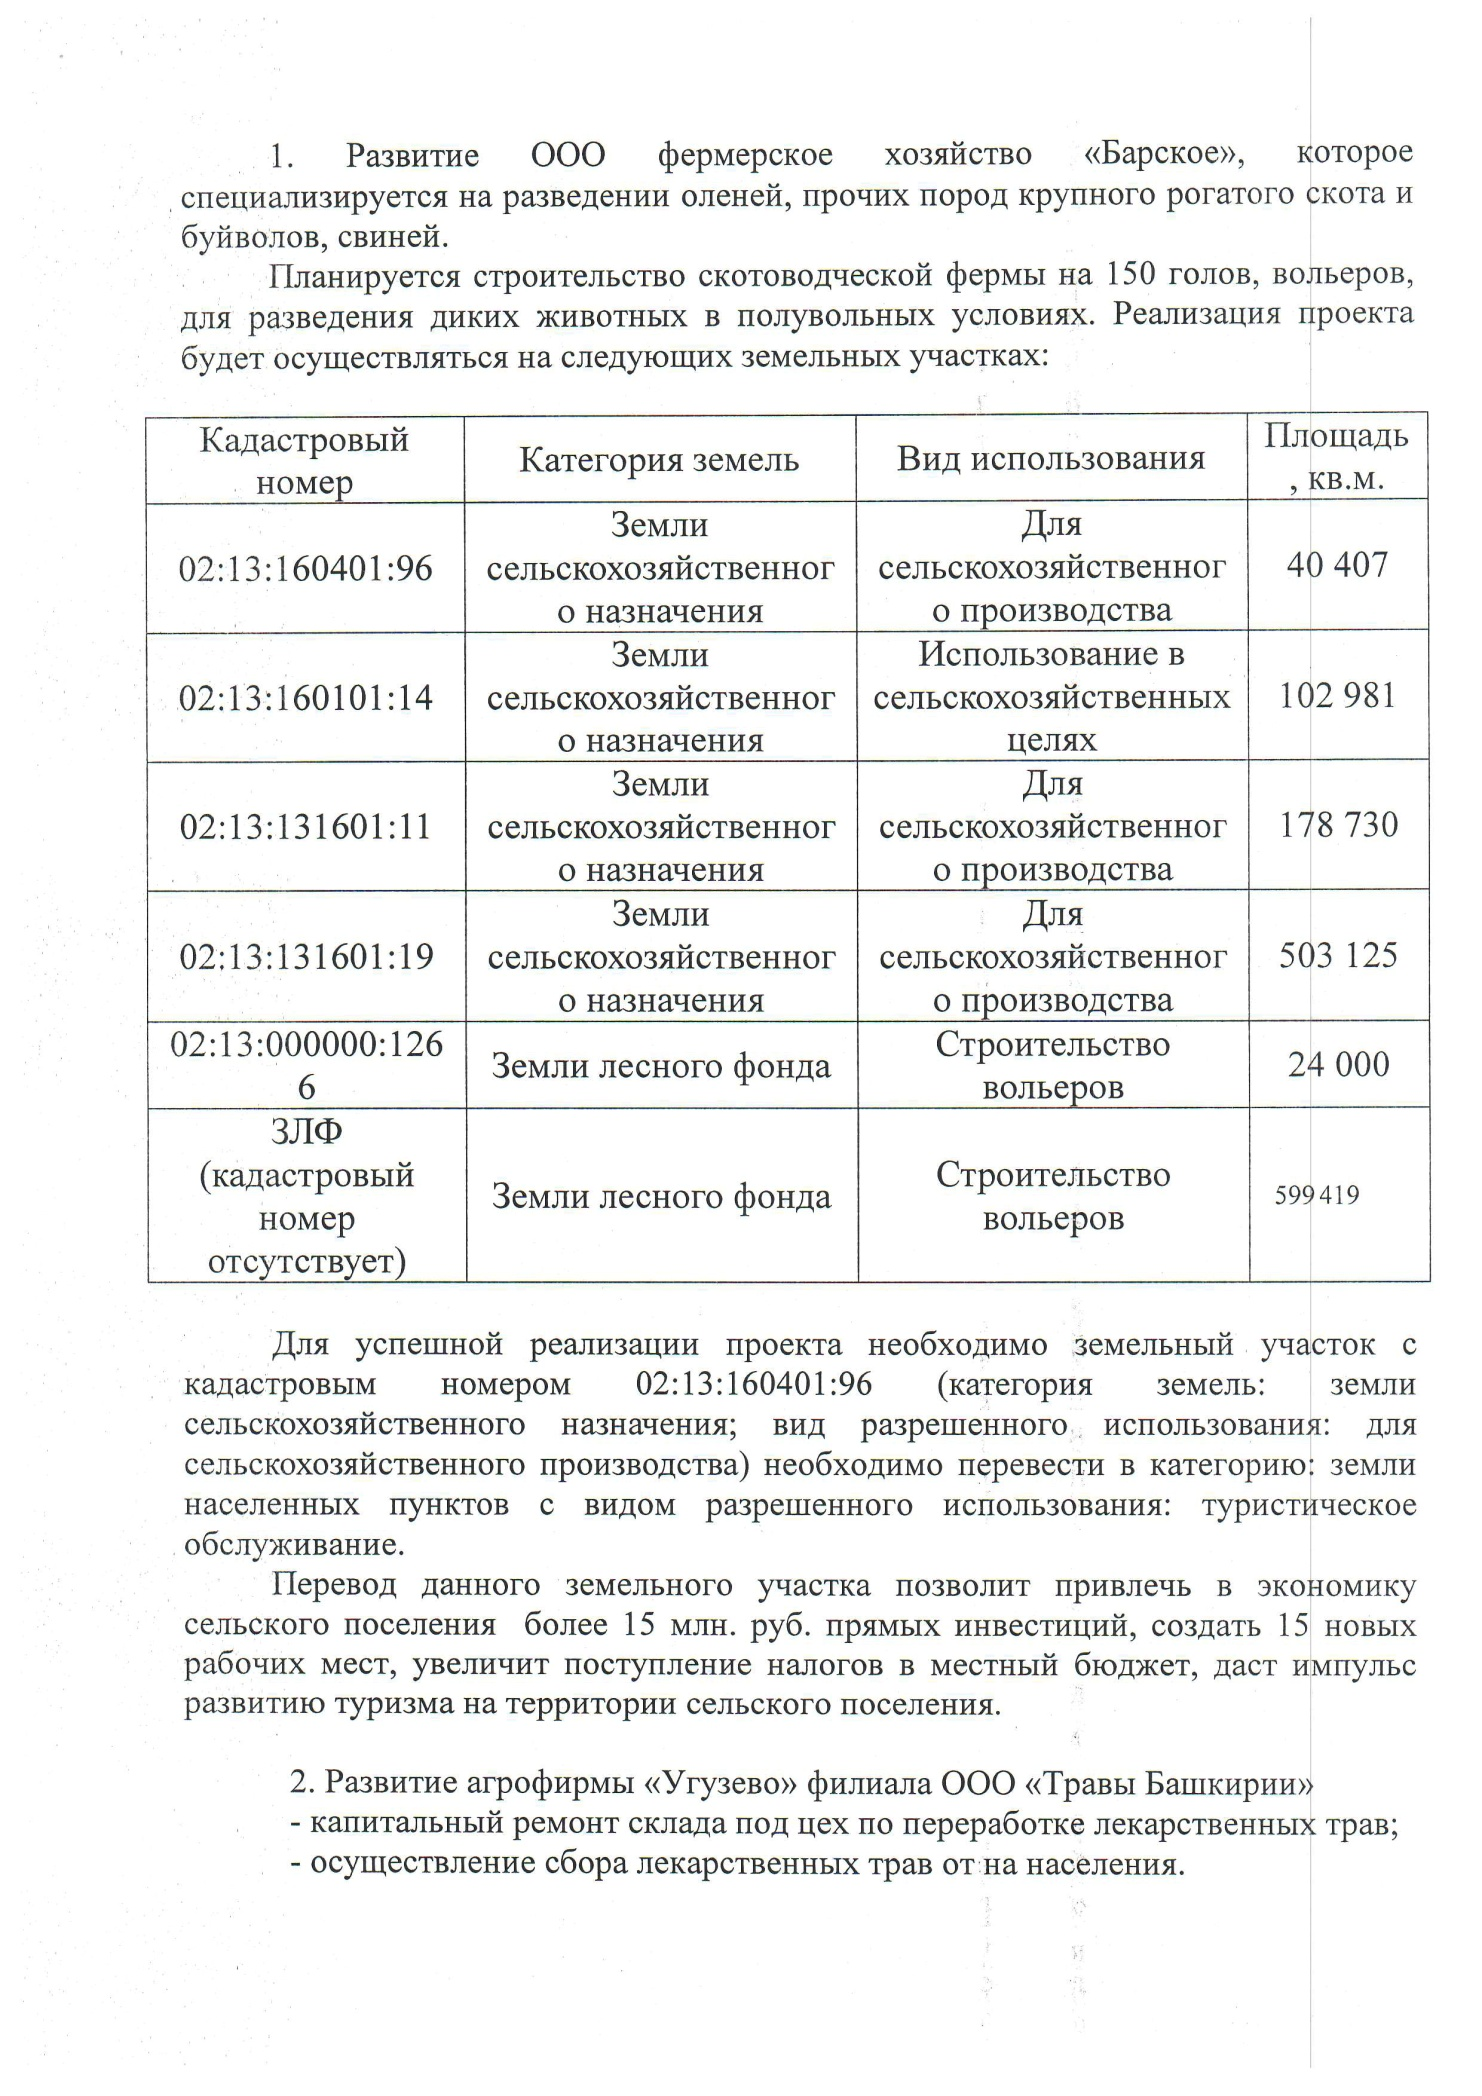 1. Развитие ООО фермерское хозяйство «Барское», которое
специализируется на разведении оленей, прочих пород крупного рогатого скота и
буйволов, свиней.
Планируется строительство скотоводческой фермы на 150 голов, вольеров,
для разведения диких животных в полувольных условиях. Реализация проекта
будет осуществляться на следующих земельных участках:
Кадастровый
номер
Категория земель
Вид использования
Площадь
, кв.м.
02:13:160401:96
Земли
сельскохозяйственног
о назначения
Для
сельскохозяйственног
о производства
40 407
02:13:160101:14
Земли
сельскохозяйственног
о назначения
Использование в
сельскохозяйственных
целях
102 981
02:13:131601:11
Земли
сельскохозяйственног
о назначения
Для
сельскохозяйственног
о производства
178 730
02:13:131601:19
Земли
сельскохозяйственног
о назначения
Для
сельскохозяйственног
о производства
503 125
02:13:000000:126
6
Земли лесного фонда
Строительство
вольеров
24 000
ЗЛФ
(кадастровый
номер
отсутствует)
Земли лесного фонда
Строительство
вольеров
599419
Для успешной реализации проекта необходимо земельный участок с
кадастровым номером 02:13:160401:96 (категория земель: земли
сельскохозяйственного назначения; вид разрешенного использования: для
сельскохозяйственного производства) необходимо перевести в категорию: земли
населенных пунктов с видом разрешенного использования: туристическое
обслуживание.
Перевод данного земельного участка позволит привлечь в экономику
сельского поселения более 15 млн. руб. прямых инвестиций, создать 15 новых
рабочих мест, увеличит поступление налогов в местный бюджет, даст импульс
развитию туризма на территории сельского поселения.
2. Развитие агрофирмы «Угузево» филиала ООО «Травы Башкирии»
- капитальный ремонт склада под цех по переработке лекарственных трав;
- осуществление сбора лекарственных трав от на населения.